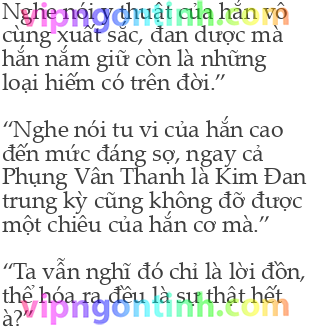 Nghe nói y thuật của hắn vô
cùng xuất sắc, đan dược mà
hắn nắm giữ còn là những
loại hiếm có trên đời.”
“Nghe nói tu vi của hắn cao
đến mức đáng sợ, ngay cả
Phụng Vân Thanh là Kim Đan
trung kỳ cũng không đỡ được
một chiêu của hắn cơ mà.”
“Ta vẫn nghĩ đó chỉ là lời đồn,
thể hóa ra đều là sự thật hết
à?”
vipngontinh.com
vipngontinh.com